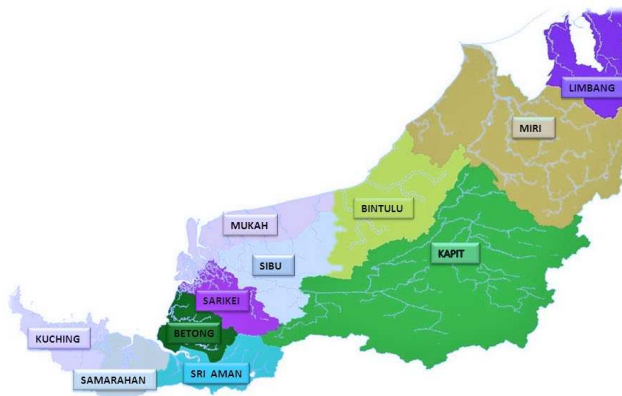 LIMBANG
MIRI
BINTULU
MUKAH
KAPIT
SIBU
SARIKEI
BETONG
KUCHING
SAMARAHAN
SRI AMAN